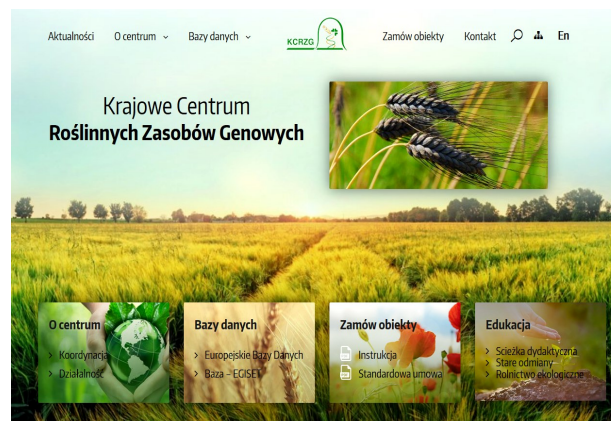 Aktualności O centrum Bazy danych KCRZG Zamów obiekty Kontakt En
Krajowe Centrum
Roślinnych Zasobów Genowych
O centrum
Koordynacja
Działalność
Bazy danych
Europejskie Bazy Danych
Baza – EGISET
Zamów obiekty
Instrukcja
Standardowa umowa
Edukacja
Scieżka dydaktyczna
Stare odmiany
Rolnictwo ekologiczne